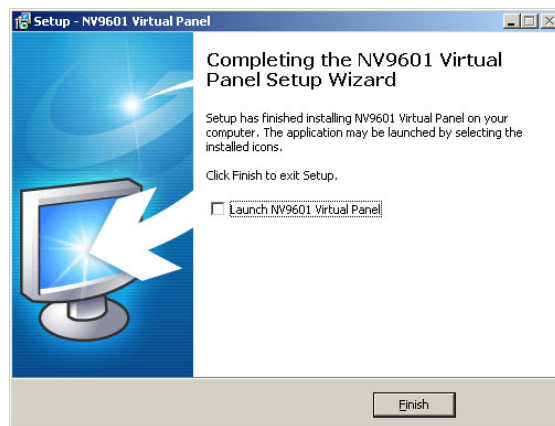 Setup - NV9601 Virtual Panel
Completing the NV9601 Virtual
Panel Setup Wizard
Setup has finished installing NV9601 Virtual Panel on your
computer. The application may be launched by selecting the
installed icons.
Click Finish to exit Setup.
Launch NV9601 Virtual Panel
Finish